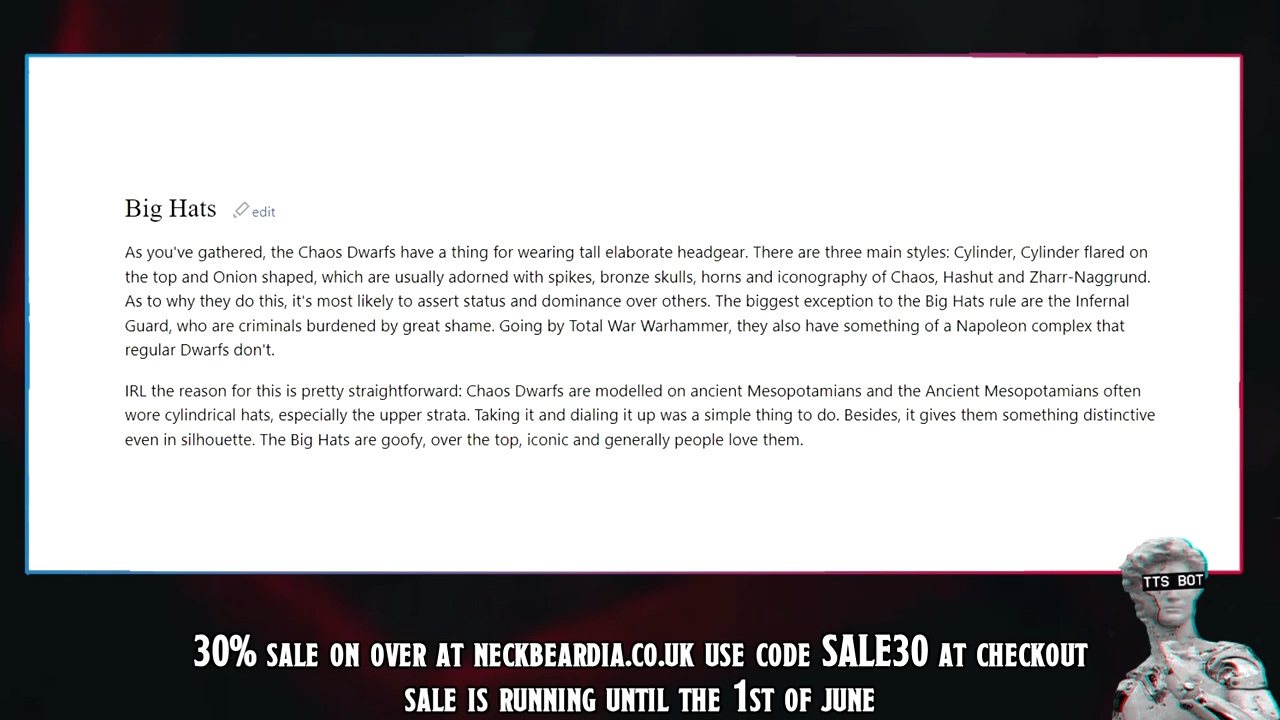 Big Hats edit
As you've gathered, the Chaos Dwarfs have a thing for wearing tall elaborate headgear. There are three main styles: Cylinder, Cylinder flared on
the top and Onion shaped, which are usually adorned with spikes, bronze skulls, horns and iconography of Chaos, Hashut and Zharr-Naggrund.
As to why they do this, it's most likely to assert status and dominance over others. The biggest exception to the Big Hats rule are the Infernal
Guard, who are criminals burdened by great shame. Going by Total War Warhammer, they also have something of a Napoleon complex that
regular Dwarfs don't.
IRL the reason for this is pretty straightforward: Chaos Dwarfs are modelled on ancient Mesopotamians and the Ancient Mesopotamians often
wore cylindrical hats, especially the upper strata. Taking it and dialing it up was a simple thing to do. Besides, it gives them something distinctive
even in silhouette. The Big Hats are goofy, over the top, iconic and generally people love them.
TTS BOT
30% SALE ON OVER AT NECKBEARDIA.CO.UK USE CODE SALE30 AT CHECKOUT
SALE IS RUNNING UNTIL THE 1ST OF JUNE